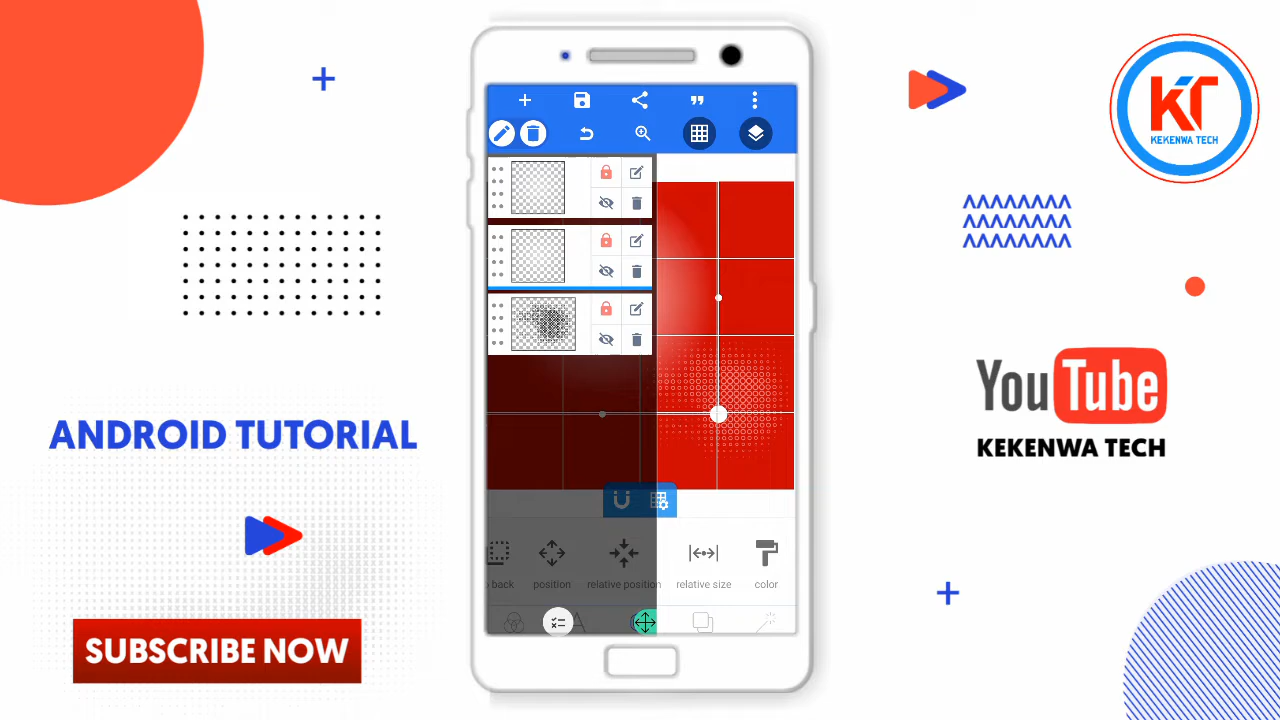 KT
KEKENWA TECH
ANDROID TUTORIAL
SUBSCRIBE NOW
back
position
relative position
relative size
color
YouTube
KEKENWA TECH